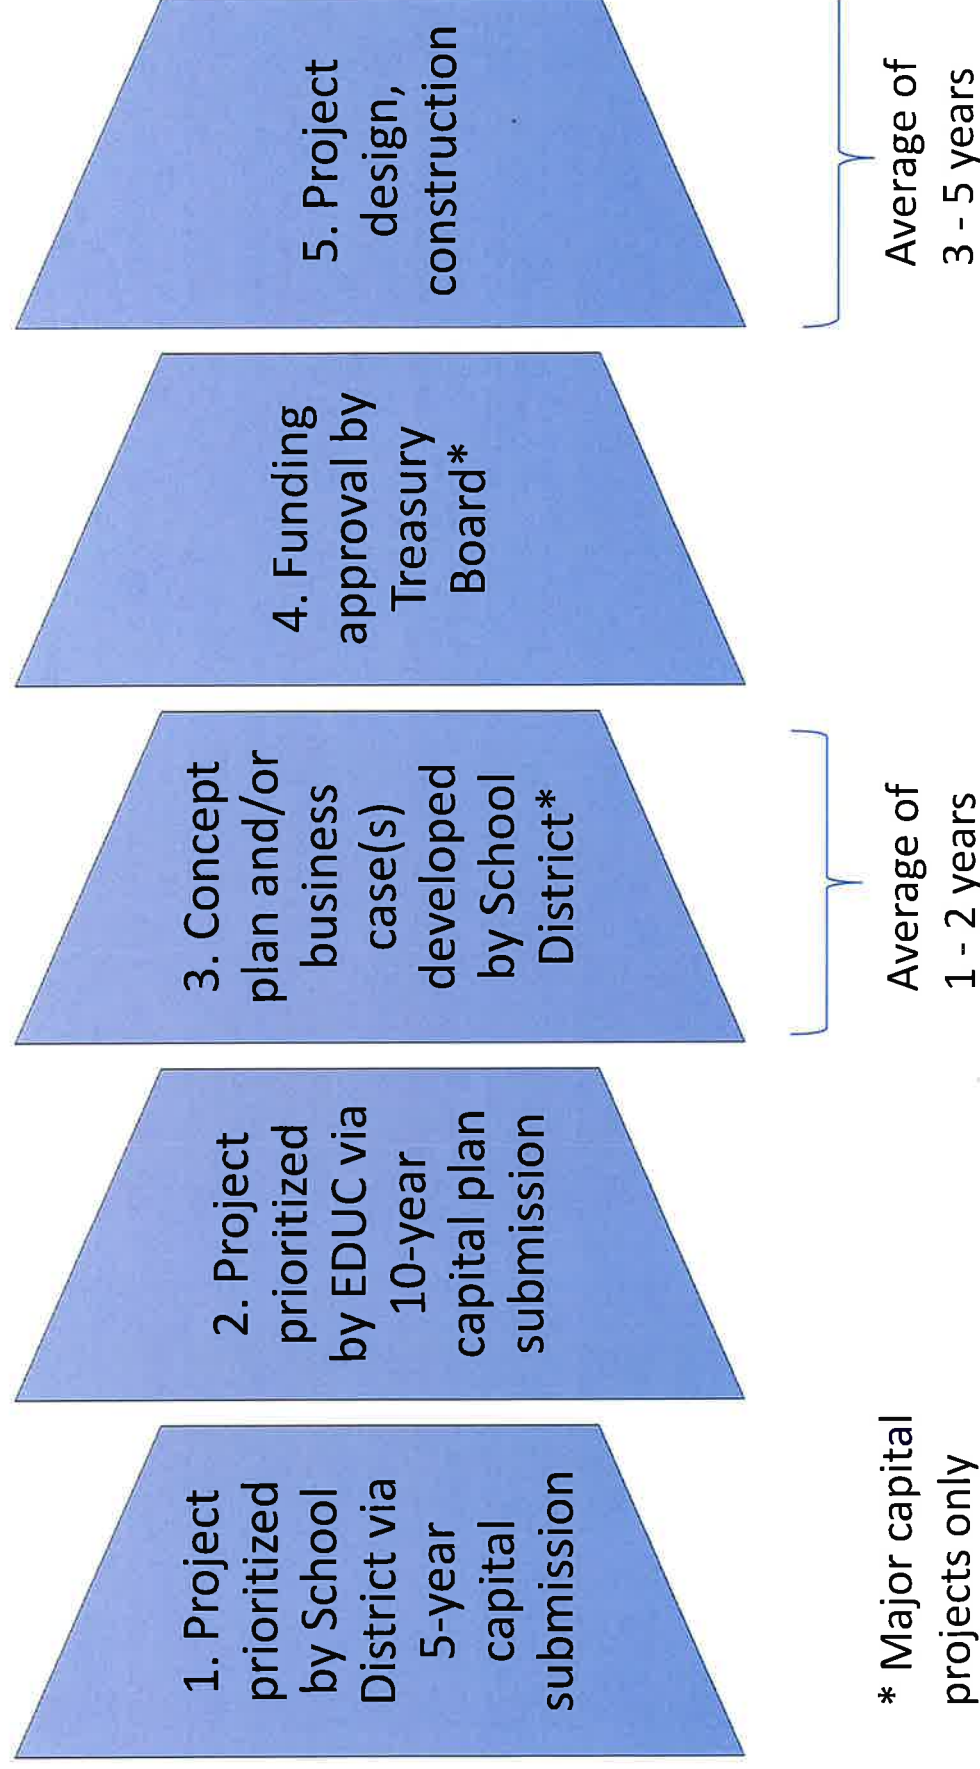 1. Project
prioritized
by School
District via
5-year
capital
submission
2. Project
prioritized
by EDUC via
10-year
capital plan
submission
3. Concept
plan and/or
business
case(s)
developed
by School
District*
4. Funding
approval by
Treasury
Board*
5. Project
design,
construction
* Major capital
projects only
Average of
1 - 2 years
Average of
3 - 5 years